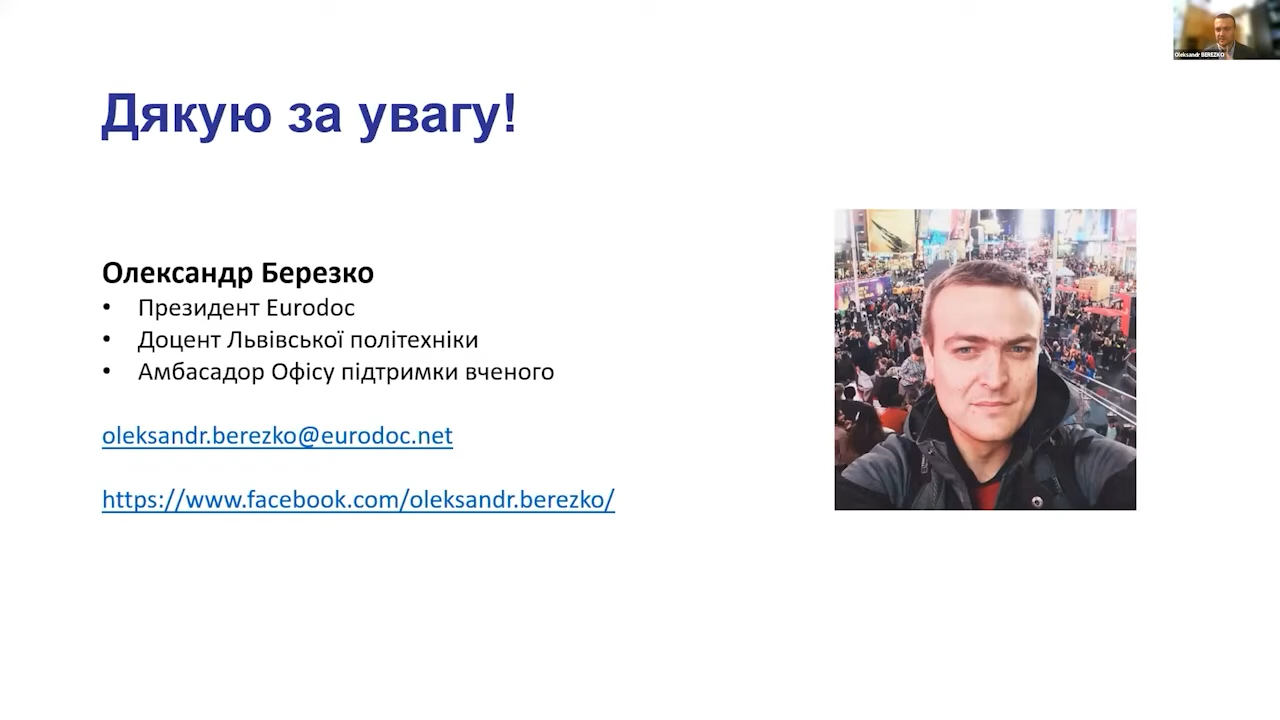 Oleksandr BEREZKO
Дякую за увагу!
Олександр Березко
• Президент Eurodoc
• Доцент Львівської політехніки
• Амбасадор Офісу підтримки вченого
oleksandr.berezko@eurodoc.net
https://www.facebook.com/oleksandr.berezko/